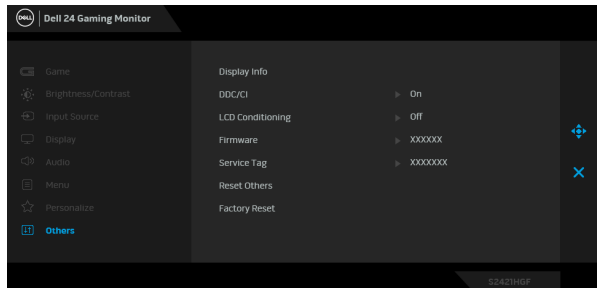 DELL Dell 24 Gaming Monitor
Game
Brightness/Contrast
Input Source
Display
Audio
Menu
Personalize
Others
Display Info
DDC/CI On
LCD Conditioning Off
Firmware XXXXXX
Service Tag XXXXXXX
Reset Others
Factory Reset
S2421HGF